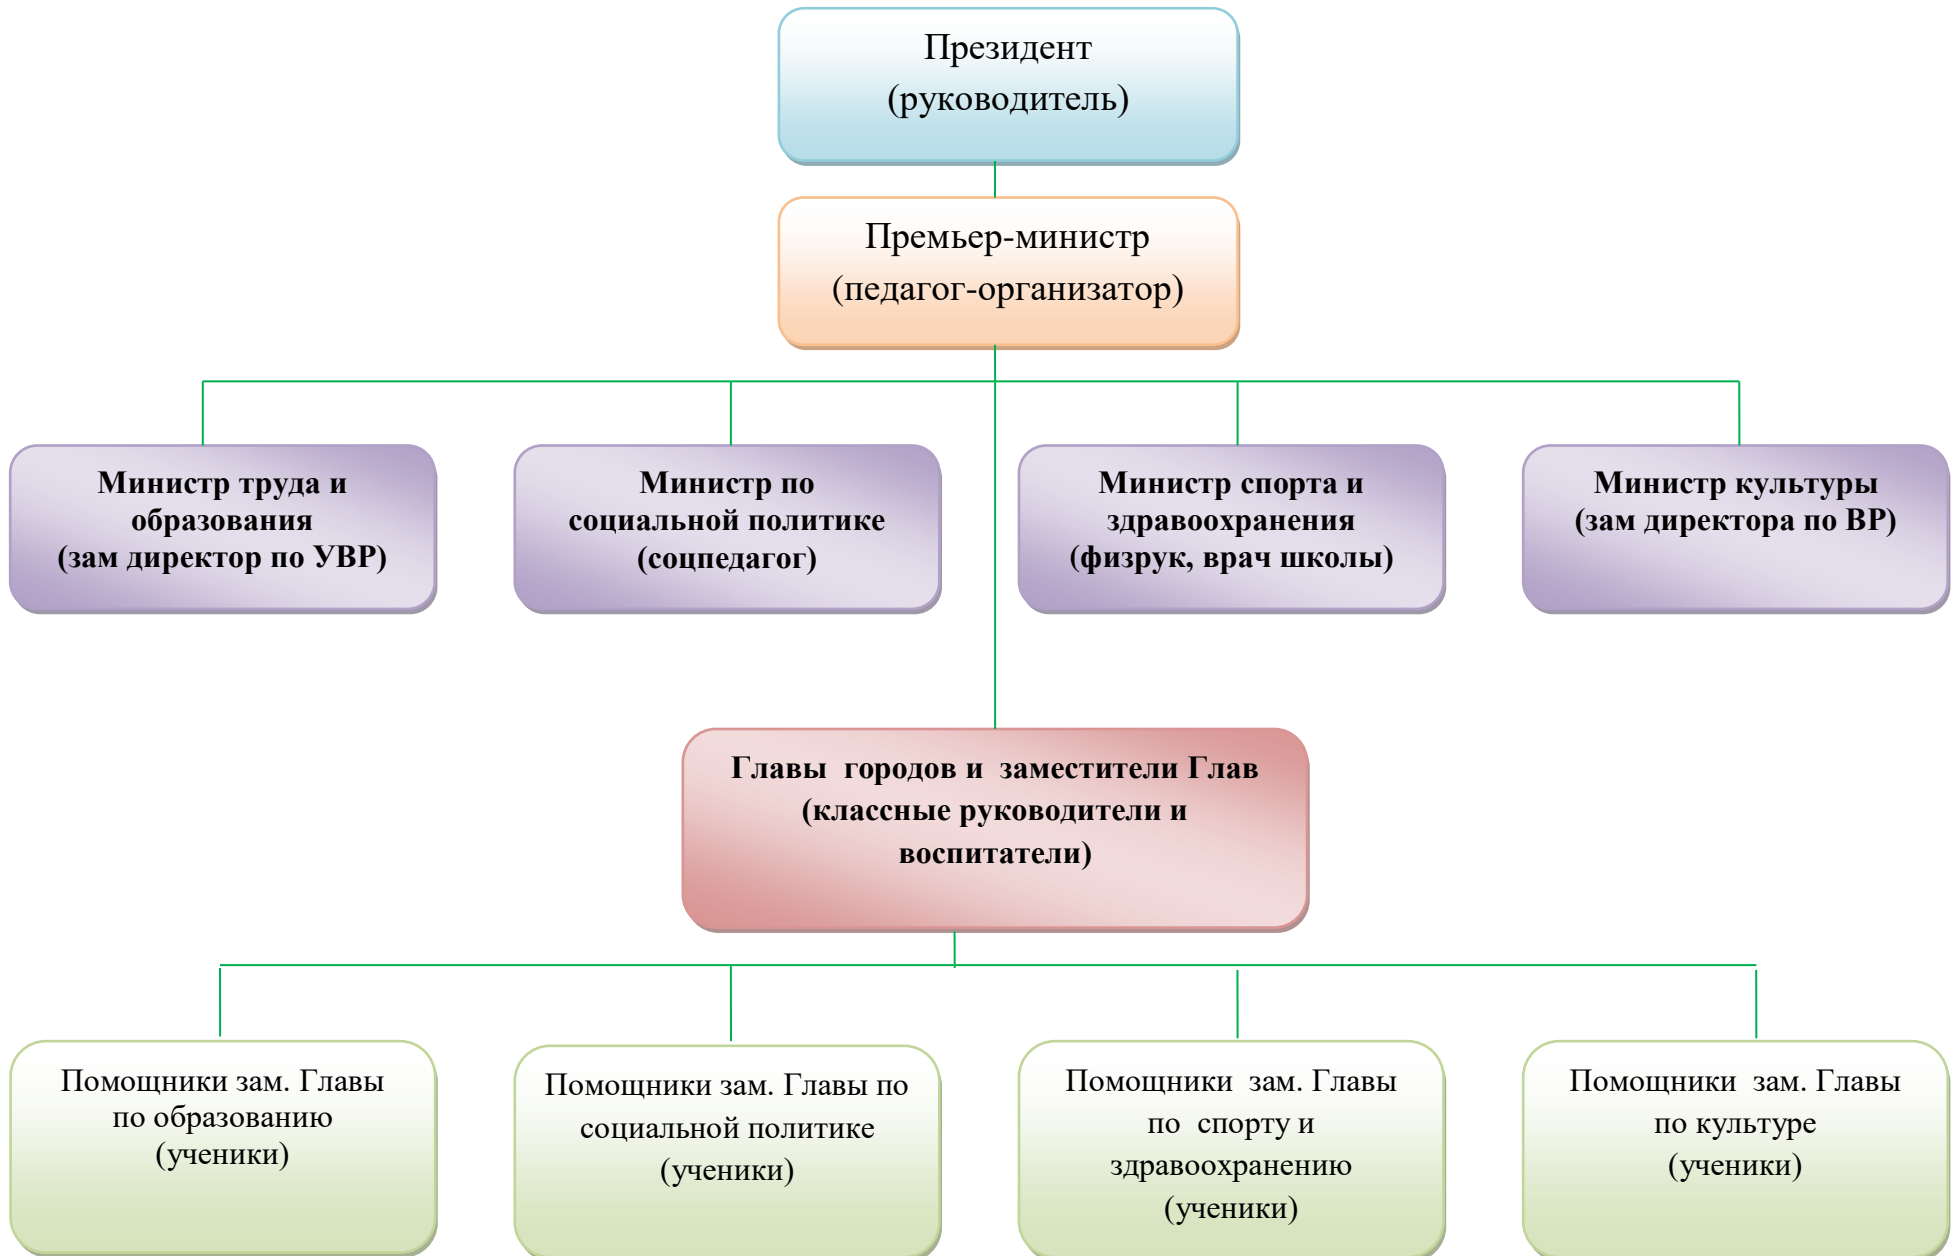 Президент
(руководитель)
Премьер-министр
(педагог-организатор)
Министр труда и
образования
(зам директор по УВР)
Министр по
социальной политике
(соцпедагог)
Министр спорта и
здравоохранения
(физрук, врач школы)
Министр культуры
(зам директора по ВР)
Главы городов и заместители Глав
(классные руководители и
воспитатели)
Помощники зам. Главы
по образованию
(ученики)
Помощники зам. Главы по
социальной политике
(ученики)
Помощники зам. Главы
по спорту и
здравоохранению
(ученики)
Помощники зам. Главы
по культуре
(ученики)